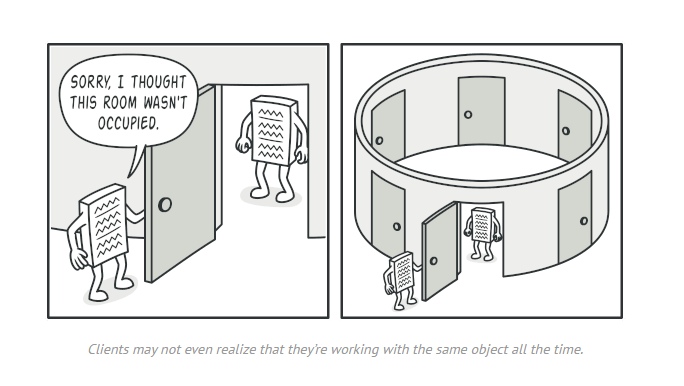 SORRY, I THOUGHT
THIS ROOM WASN'T
OCCUPIED.
Clients may not even realize that they're working with the same object all the time.